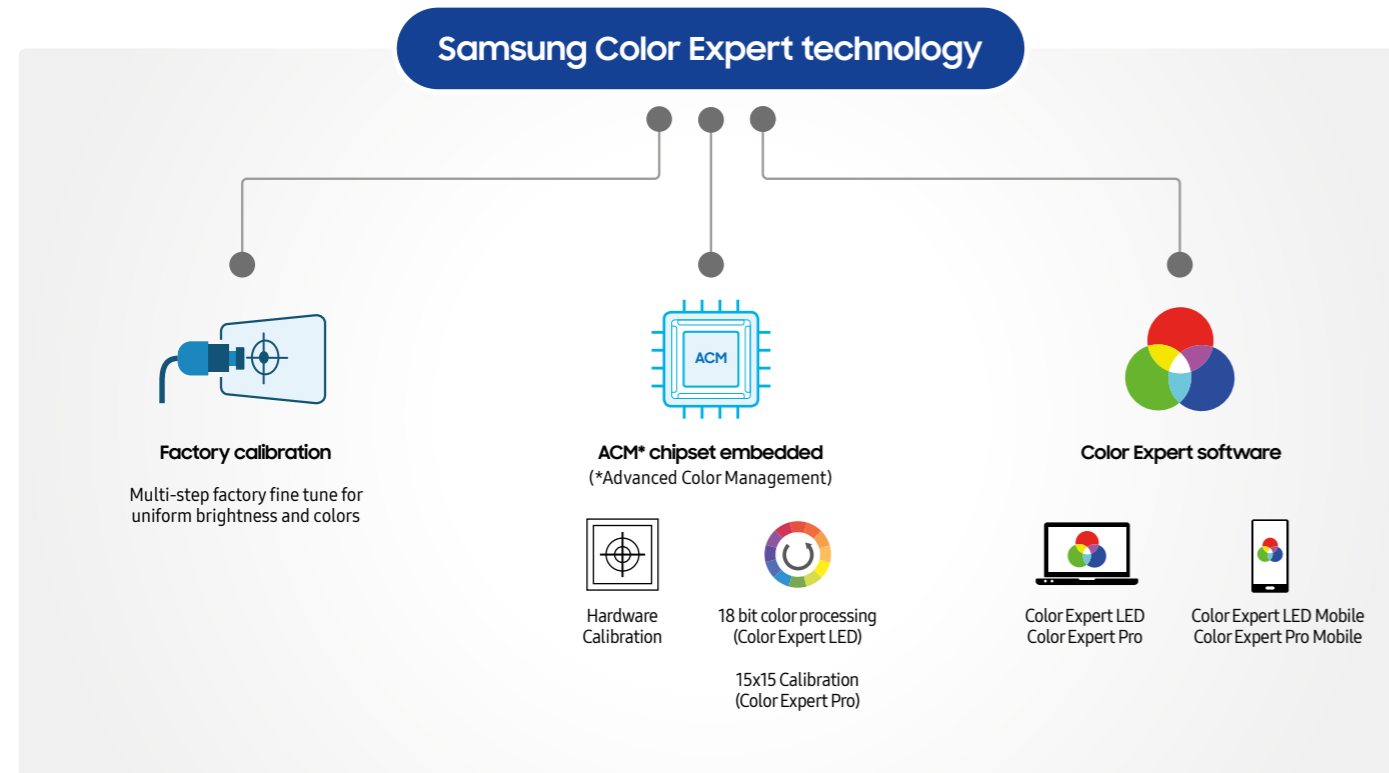 Samsung Color Expert technology
ACM
Factory calibration
Multi-step factory fine tune for
uniform brightness and colors
ACM* chipset embedded
(*Advanced Color Management)
Hardware
Calibration
18 bit color processing
(Color Expert LED)
15x15 Calibration
(Color Expert Pro)
Color Expert software
Color Expert LED
Color Expert Pro
Color Expert LED Mobile
Color Expert Pro Mobile